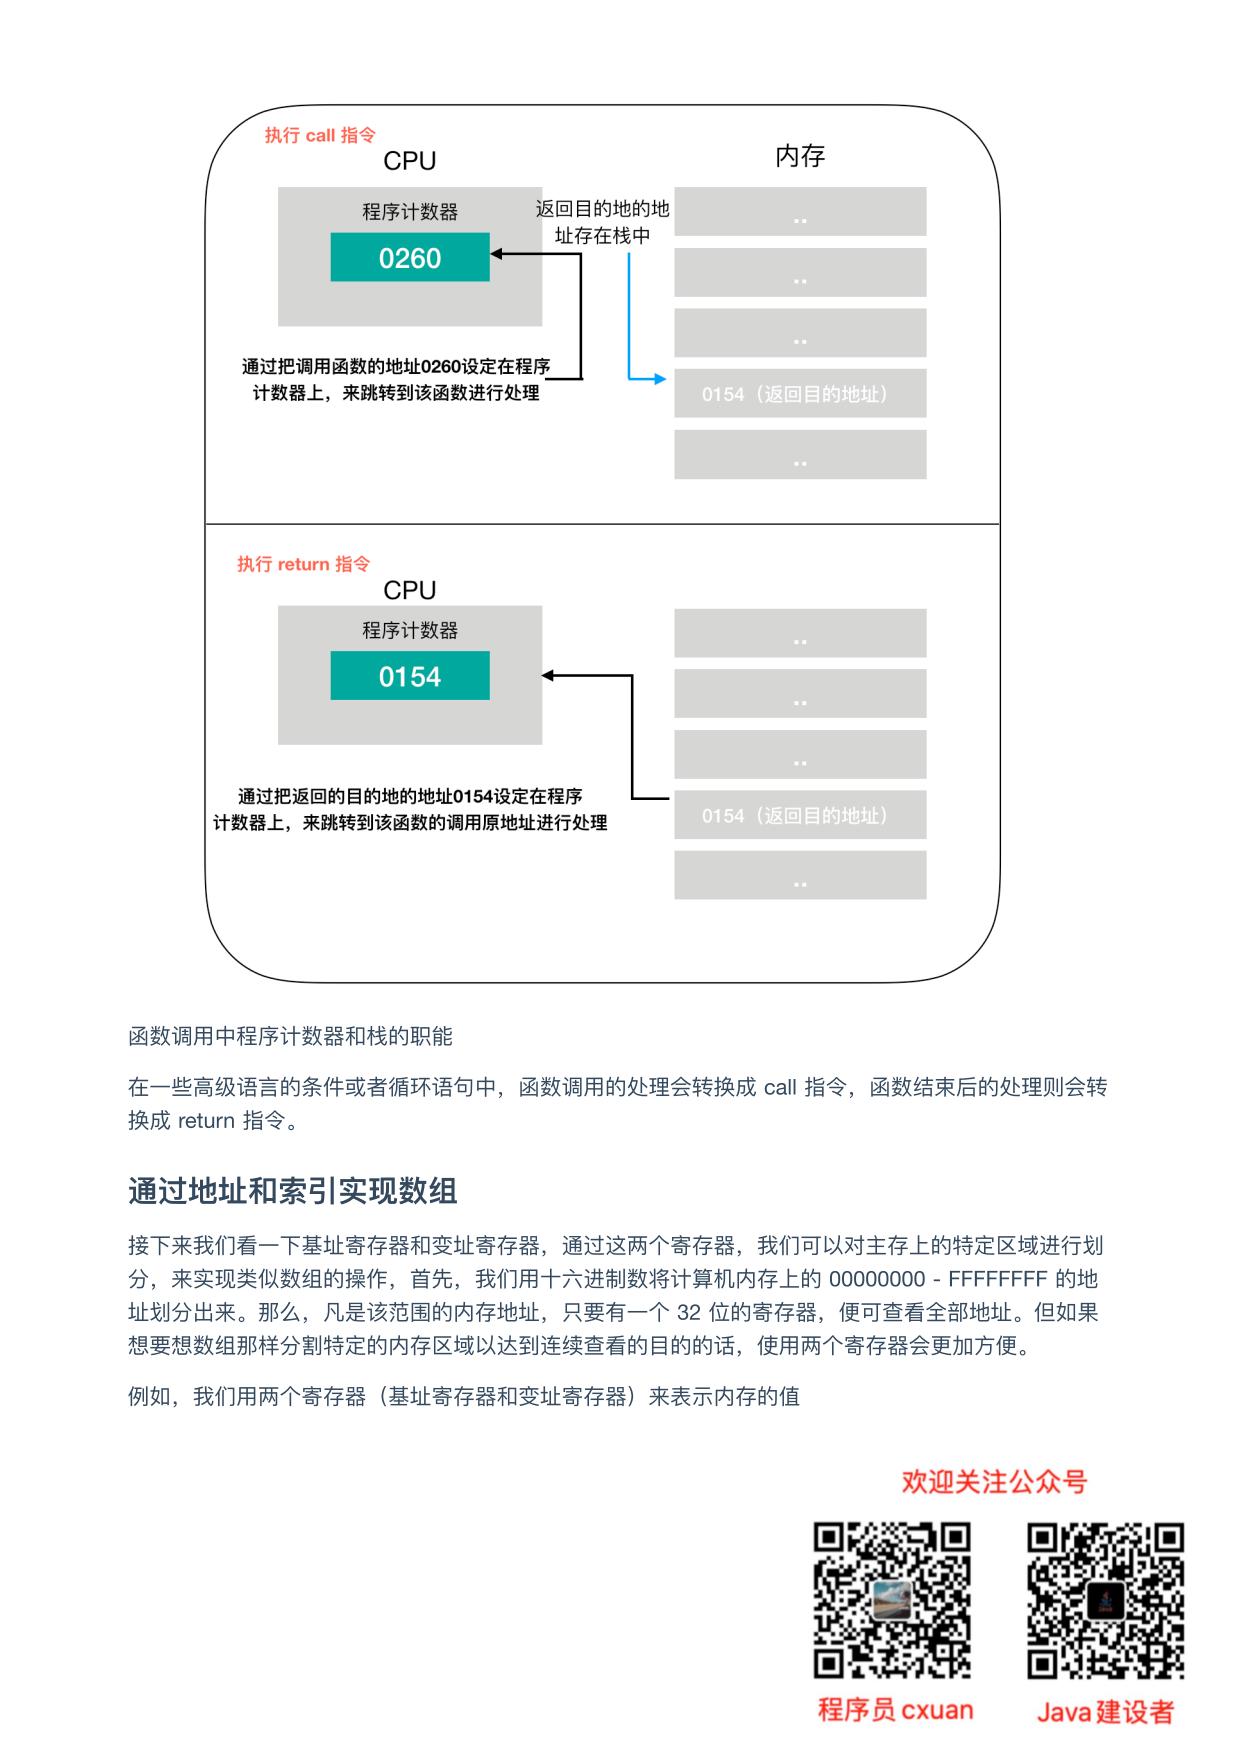 执行 call 指令
CPU
内存
程序计数器
0260
返回目的地的地
址存在栈中
..
..
..
0154（返回目的地址）
..
通过把调用函数的地址0260设定在程序
计数器上，来跳转到该函数进行处理
执行 return 指令
CPU
程序计数器
0154
..
..
..
0154（返回目的地址）
..
通过把返回的目的地的地址0154设定在程序
计数器上，来跳转到该函数的调用原地址进行处理
函数调用中程序计数器和栈的职能
在一些高级语言的条件或者循环语句中，函数调用的处理会转换成 call 指令，函数结束后的处理则会转
换成 return 指令。
通过地址和索引实现数组
接下来我们看一下基址寄存器和变址寄存器，通过这两个寄存器，我们可以对主存上的特定区域进行划
分，来实现类似数组的操作，首先，我们用十六进制数将计算机内存上的 00000000 - FFFFFFFF 的地
址划分出来。那么，凡是该范围的内存地址，只要有一个 32 位的寄存器，便可查看全部地址。但如果
想要想数组那样分割特定的内存区域以达到连续查看的目的的话，使用两个寄存器会更加方便。
例如，我们用两个寄存器（基址寄存器和变址寄存器）来表示内存的值
欢迎关注公众号
程序员cxuan
Java建设者